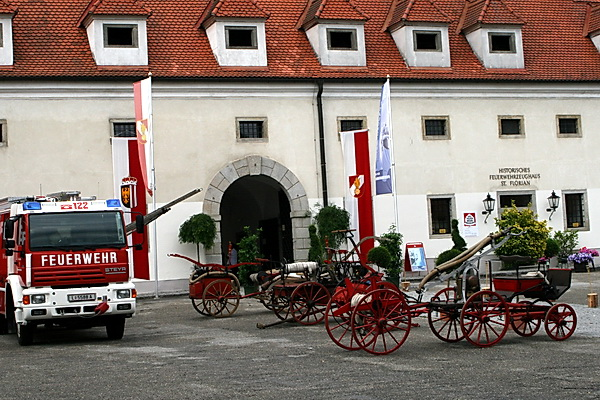 HISTORISCHES
FEUERWEHRZEUGHAUS
ST. FLORIAN
122
FEUERWEHR
STEYR